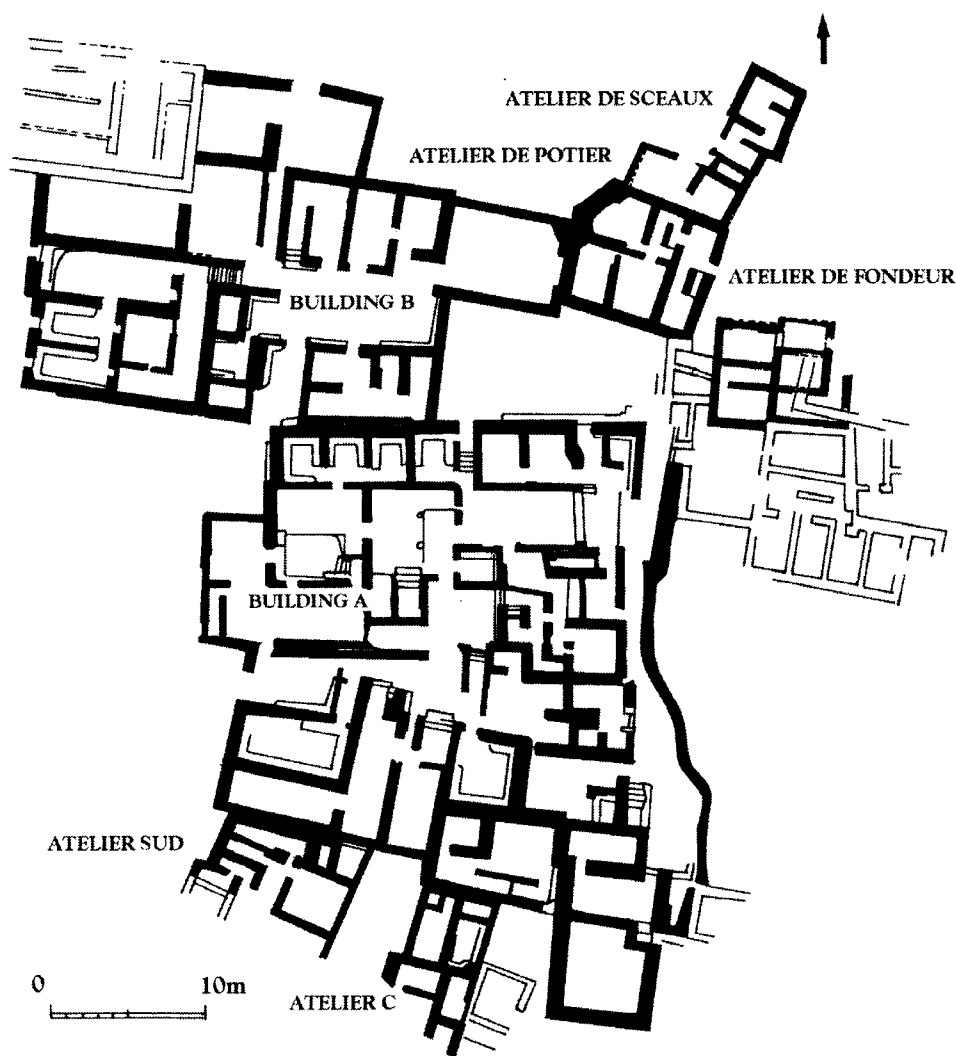 ATELIER DE SCEAUX
ATELIER DE POTIER
ATELIER DE FONDEUR
BUILDING B
BUILDING A
ATELIER SUD
0 10m
ATELIER C